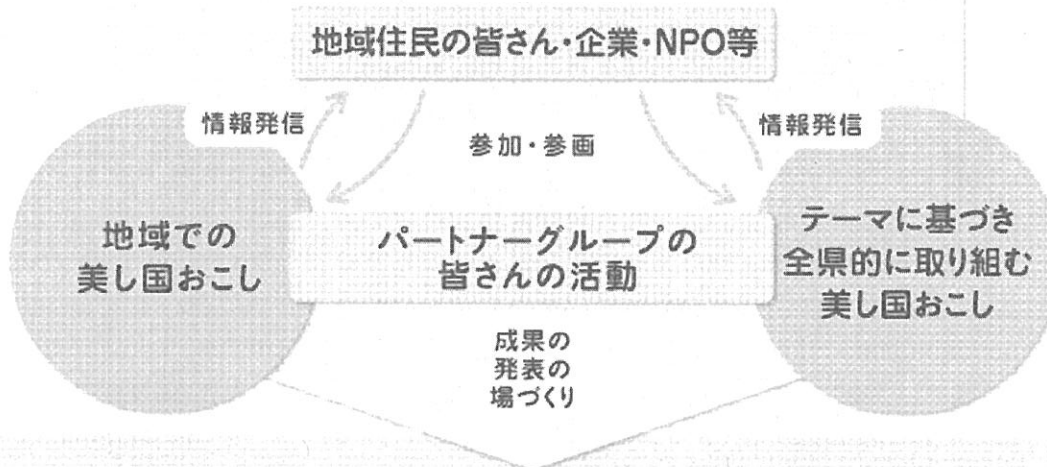 地域住民の皆さん・企業・NPO等
情報発信
情報発信
参加・参画
地域での
美し国おこし
パートナーグループの
皆さんの活動
テーマに基づき
全県的に取り組む
美し国おこし
成果の
発表の
場づくり